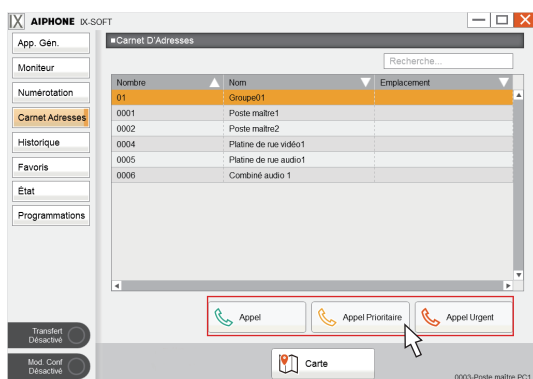 AIPHONE IX-SOFT
App. Gén.
Moniteur
Numérotation
Carnet Adresses
Historique
Favoris
État
Programmations
Transfert
Désactivé
Mod. Conf
Désactivé
■Carnet D'Adresses
Recherche...
Nombre Nom Emplacement
01 Groupe01
0001 Poste maître1
0002 Poste maître2
0004 Platine de rue vidéo1
0005 Platine de rue audio1
0006 Combiné audio 1
Appel Appel Prioritaire Appel Urgent
Carte
0003-Poste maître PC1